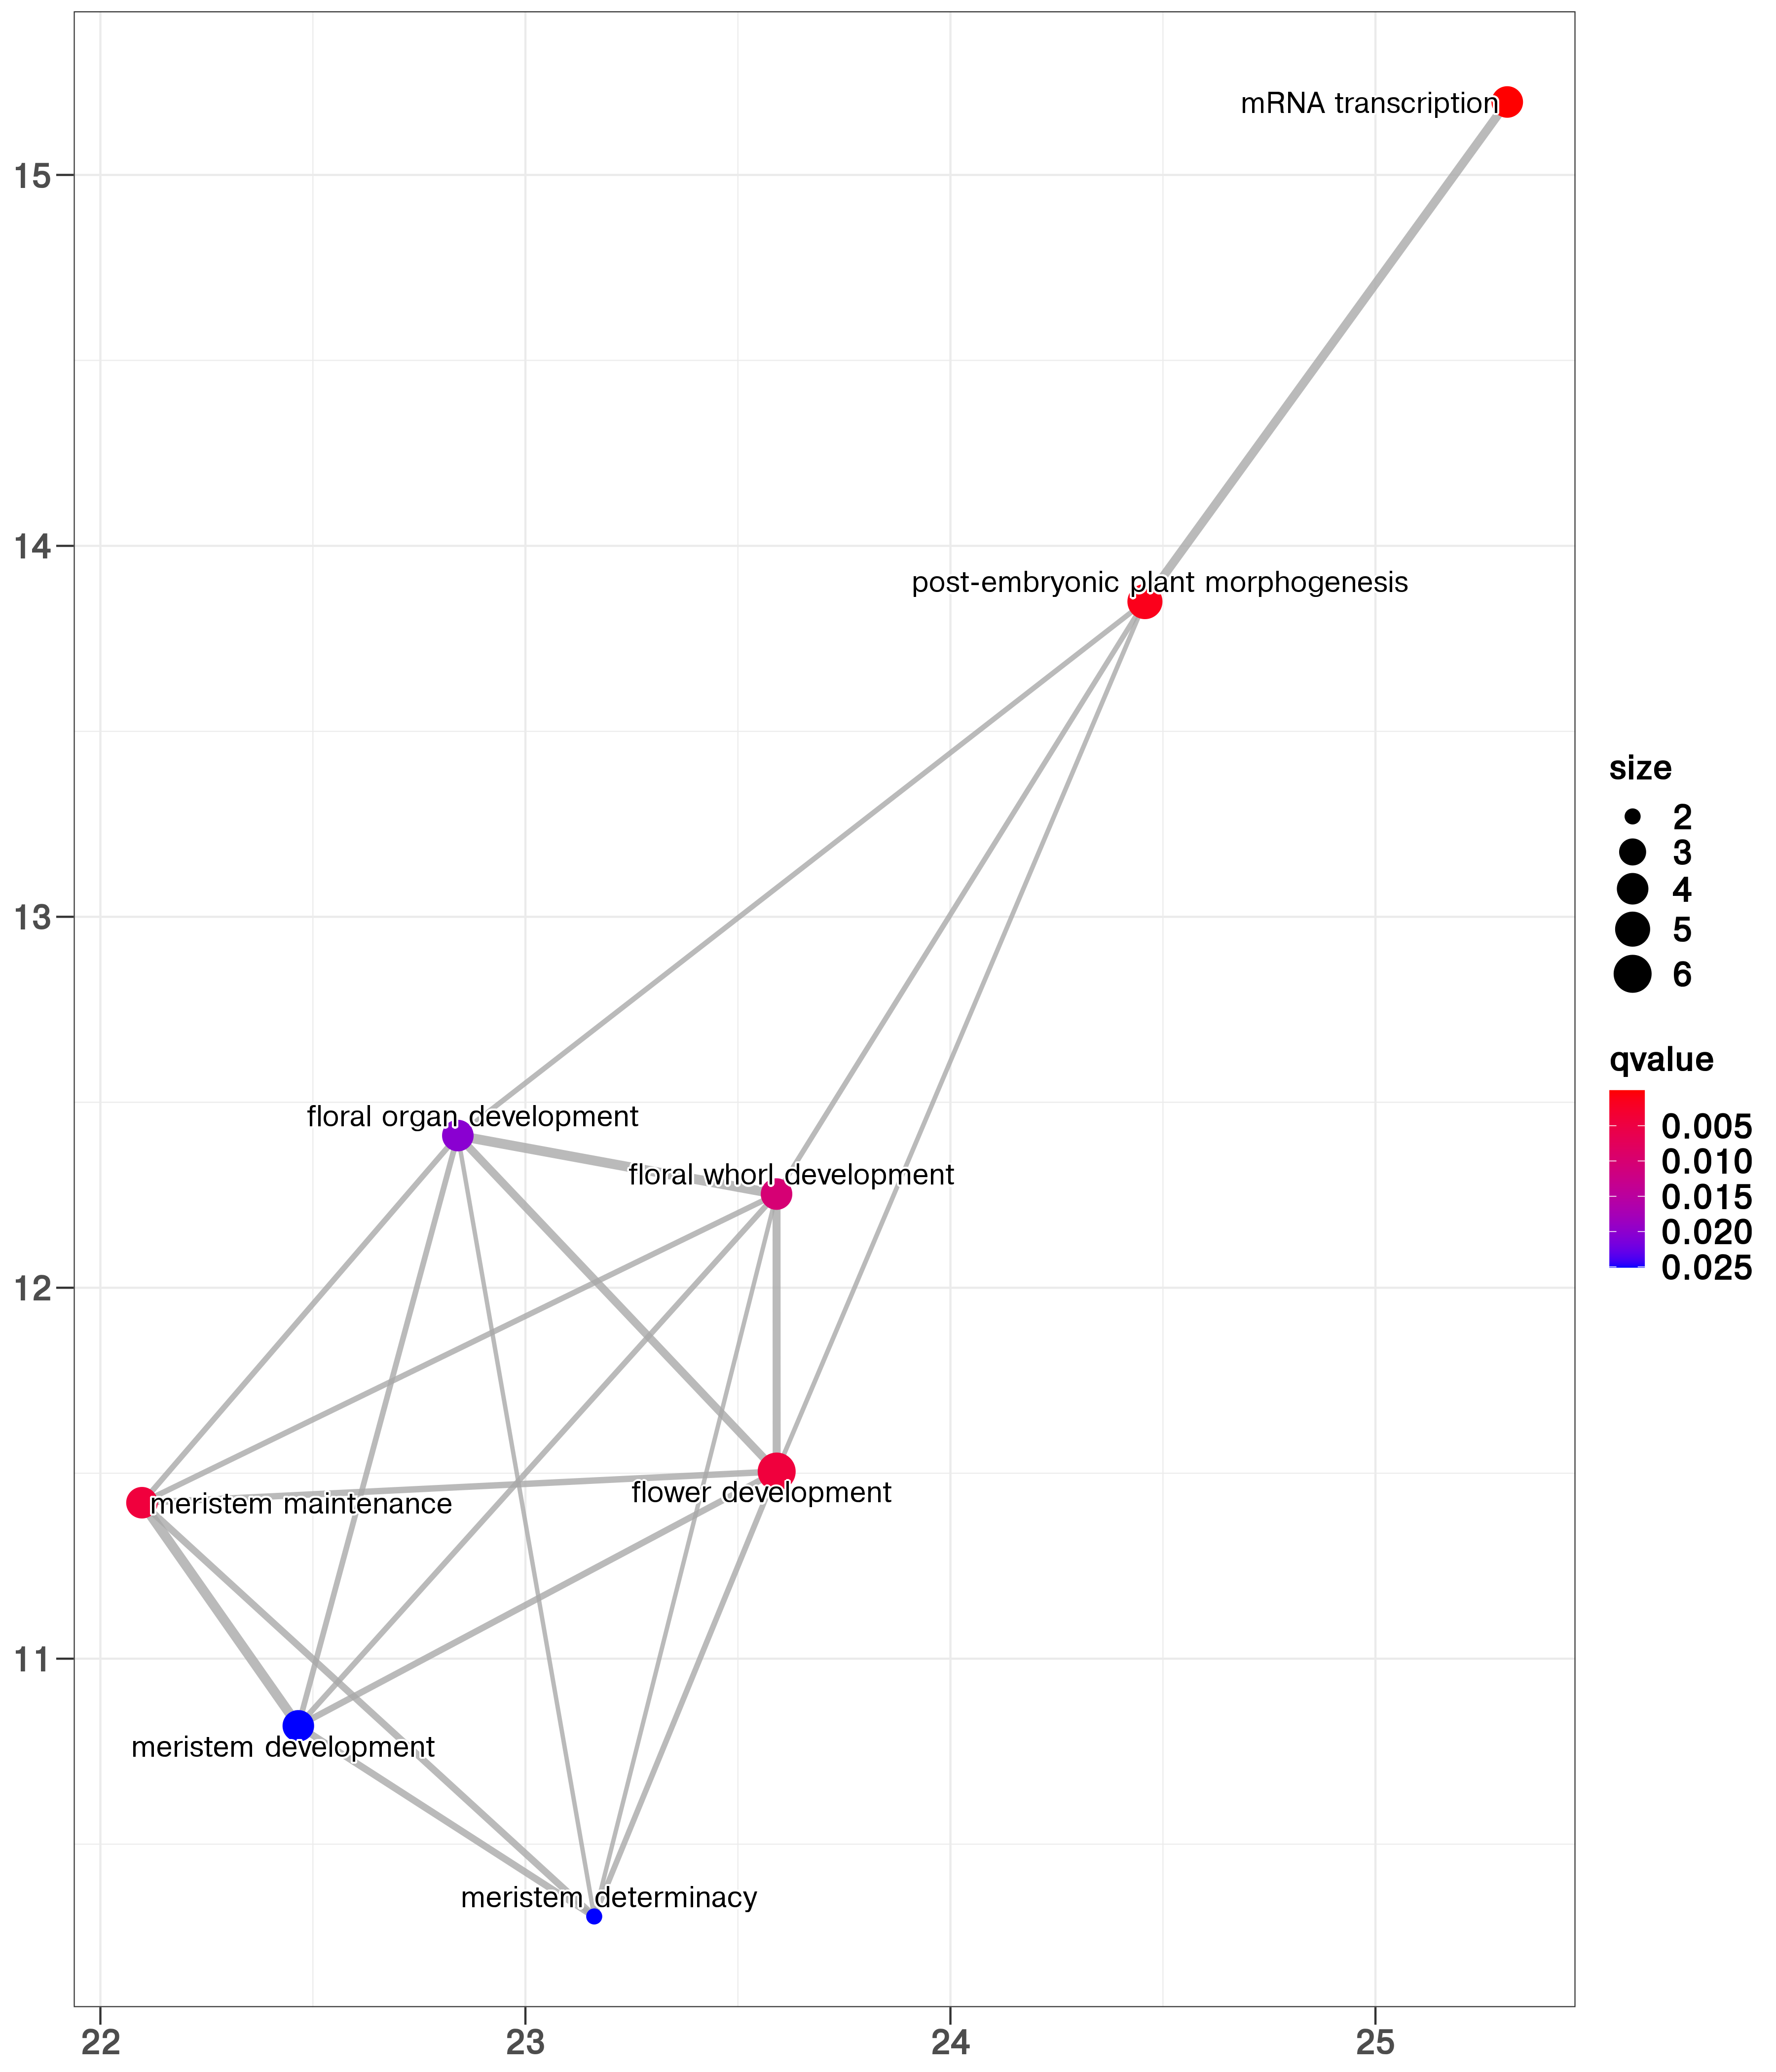 mRNA transcription
15
14
post-embryonic plant morphogenesis
size
2
3
4
5
6
13
qvalue
0.005
0.010
0.015
0.020
0.025
floral organ development
floral whorl development
12
flower development
meristem maintenance
11
meristem development
meristem determinacy
22
23
24
25